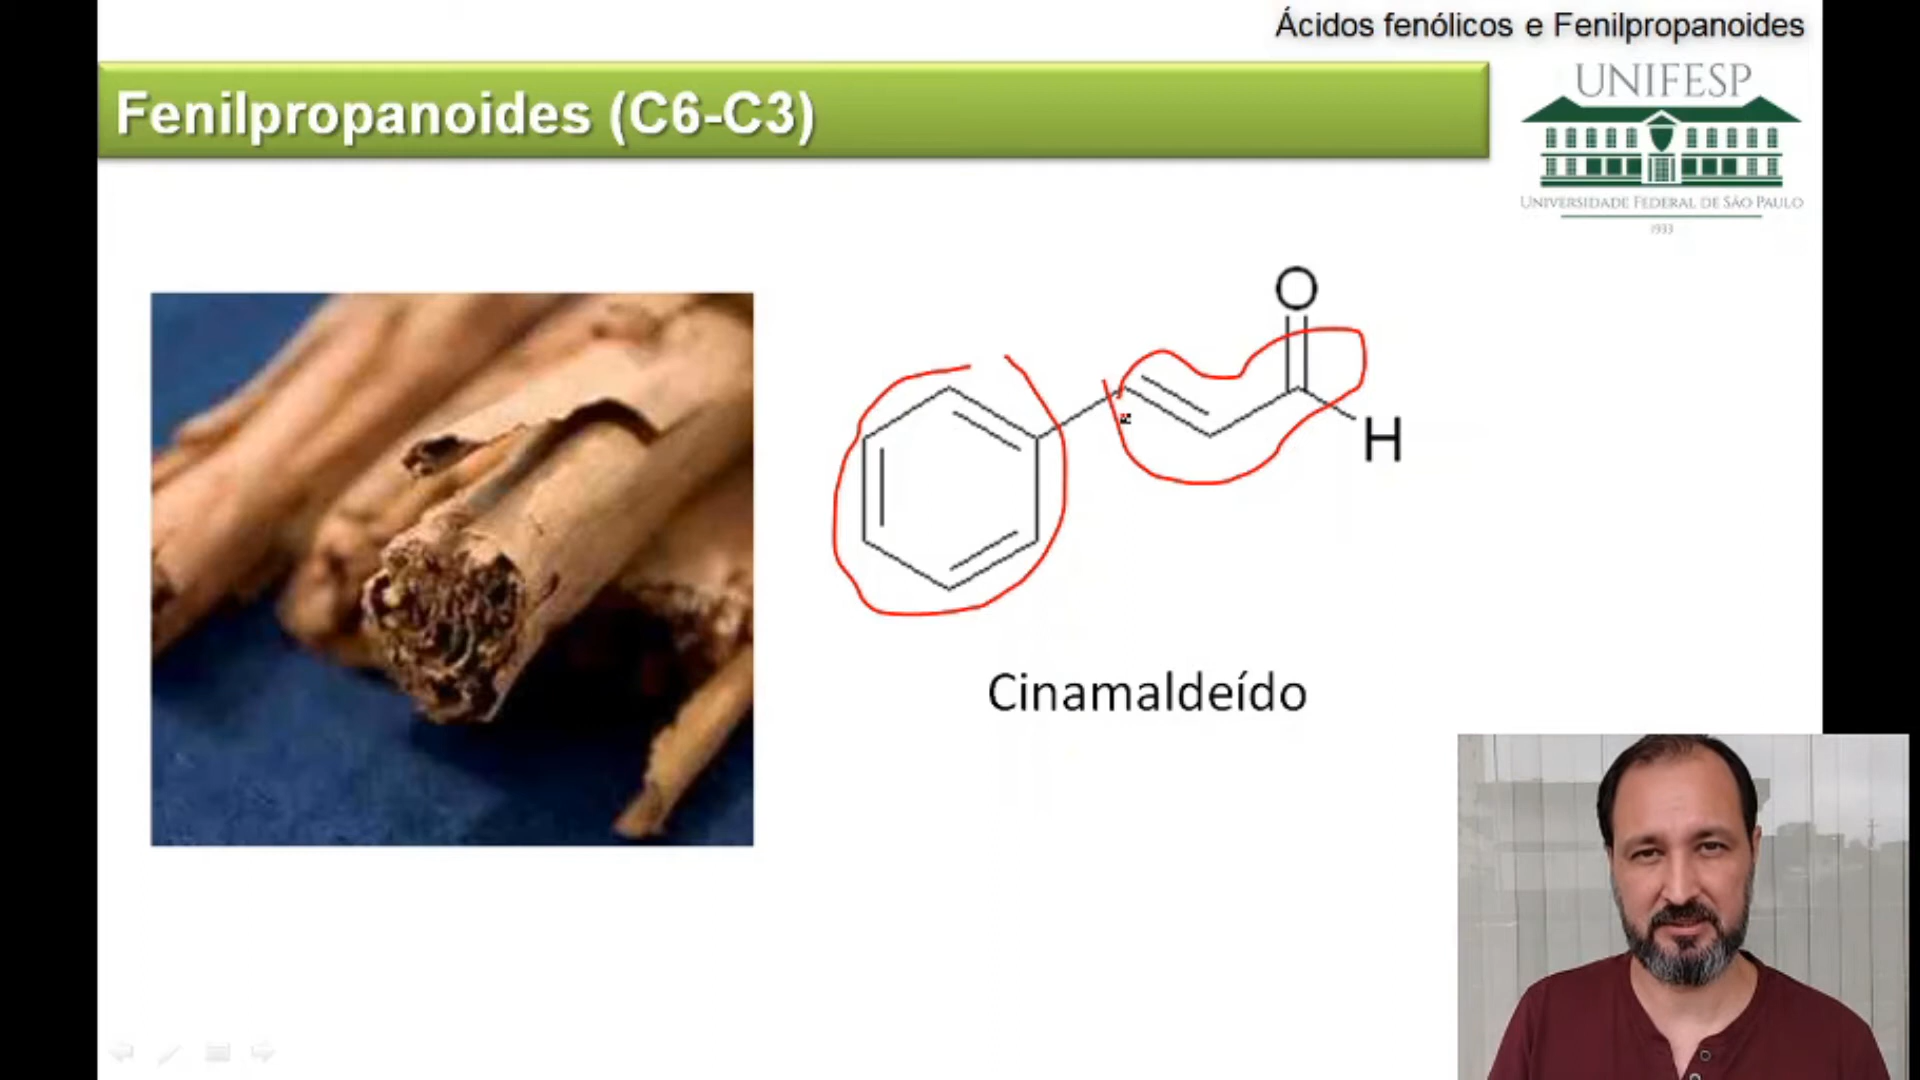 Ácidos fenólicos e Fenilpropanoides
Fenilpropanoides (C6-C3)
UNIFESP
UNIVERSIDADE FEDERAL DE SÃO PAULO
1933
O
H
Cinamaldeído